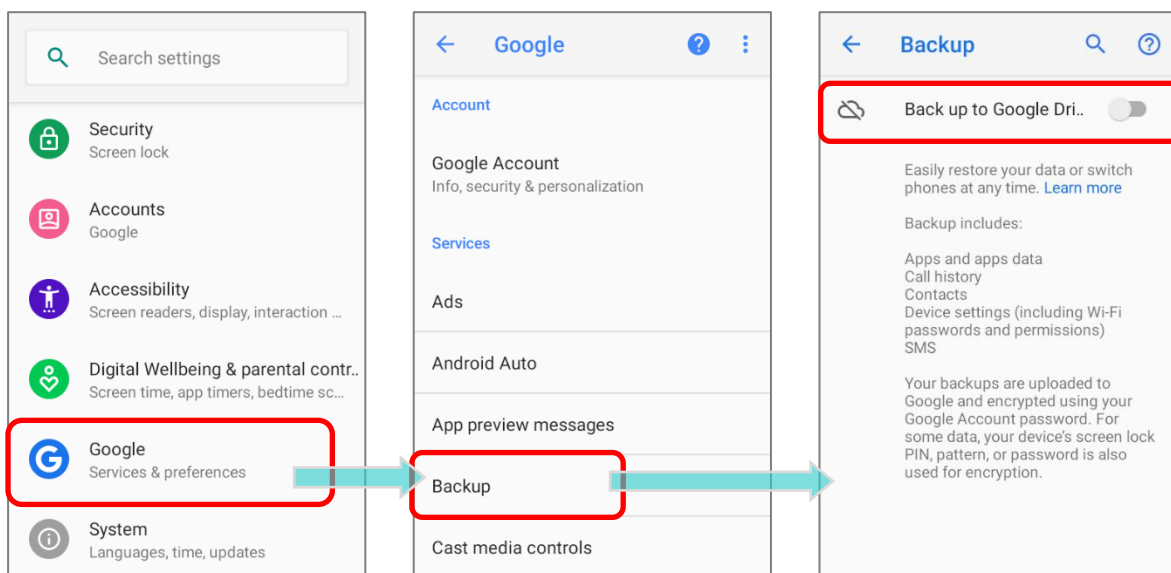 Search settings
Security
Screen lock
Accounts
Google
Accessibility
Screen readers, display, interaction ...
Digital Wellbeing & parental contr..
Screen time, app timers, bedtime sc...
Google
Services & preferences
System
Languages, time, updates
Google
Account
Google Account
Info, security & personalization
Services
Ads
Android Auto
App preview messages
Backup
Cast media controls
Backup
Back up to Google Dri..
Easily restore your data or switch
phones at any time. Learn more
Backup includes:
Apps and apps data
Call history
Contacts
Device settings (including Wi-Fi
passwords and permissions)
SMS
Your backups are uploaded to
Google and encrypted using your
Google Account password. For
some data, your device's screen lock
PIN, pattern, or password is also
used for encryption.